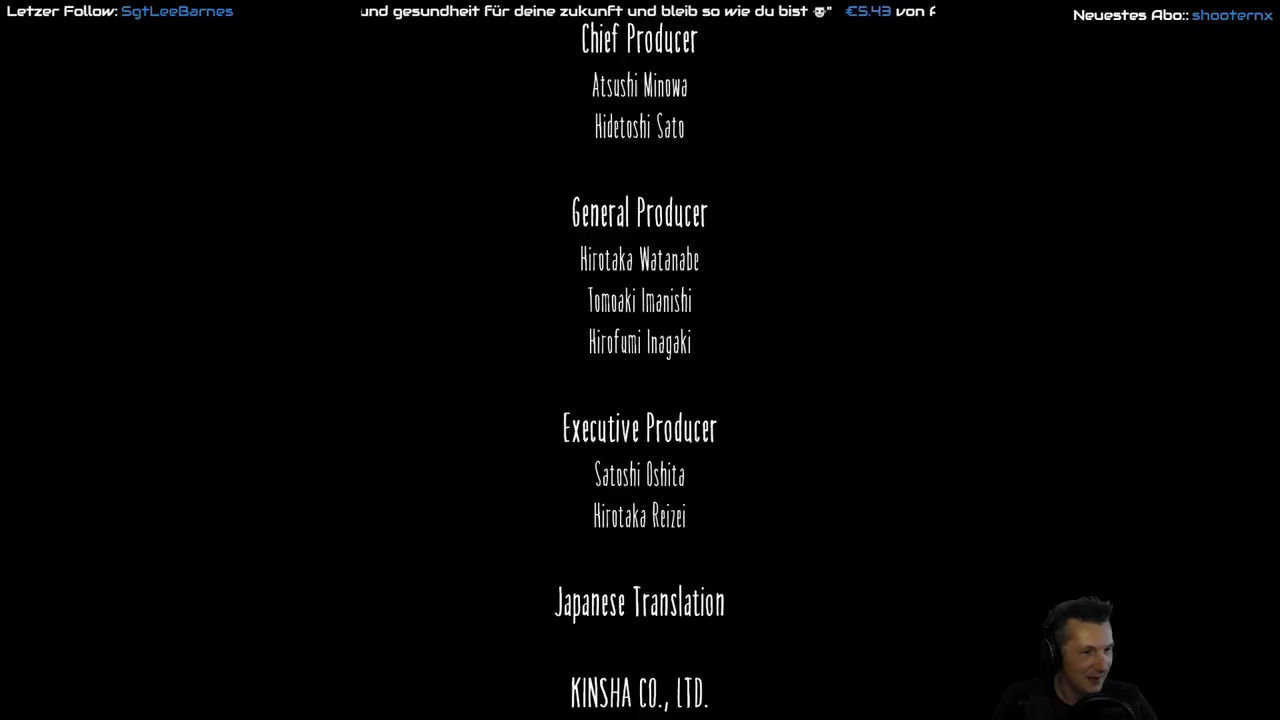 Letzer Follow: SgtLeeBarnes
und gesundheit für deine zukunft und bleib so wie du bist 💀" €5.43 von
Neuestes Abo:: shooternx
Chief Producer
Atsushi Minowa
Hidetoshi Sato
General Producer
Hirotaka Watanabe
Tomoaki Imanishi
Hirofumi Inagaki
Executive Producer
Satoshi Oshita
Hirotaka Reizei
Japanese Translation
KINSHA CO., LTD.